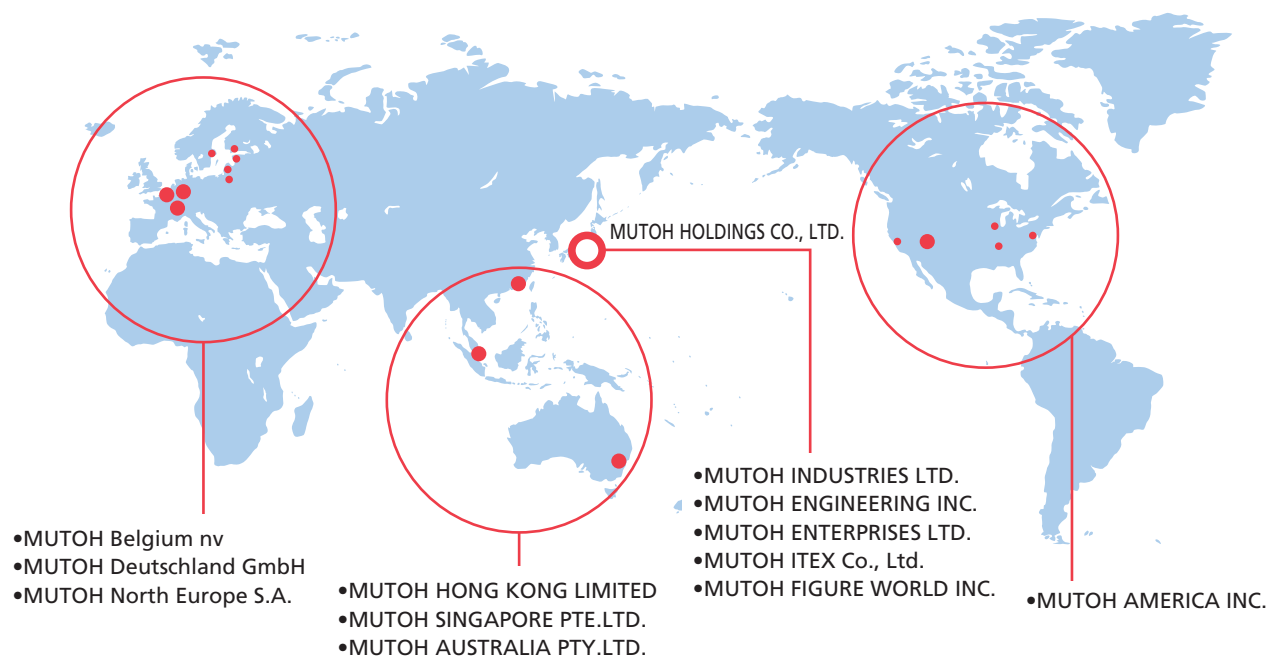 MUTOH HOLDINGS CO., LTD.
•MUTOH Belgium nv
•MUTOH Deutschland GmbH
•MUTOH North Europe S.A.
•MUTOH HONG KONG LIMITED
•MUTOH SINGAPORE PTE.LTD.
•MUTOH AUSTRALIA PTY.LTD.
•MUTOH INDUSTRIES LTD.
•MUTOH ENGINEERING INC.
•MUTOH ENTERPRISES LTD.
•MUTOH ITEX Co., Ltd.
•MUTOH FIGURE WORLD INC.
•MUTOH AMERICA INC.